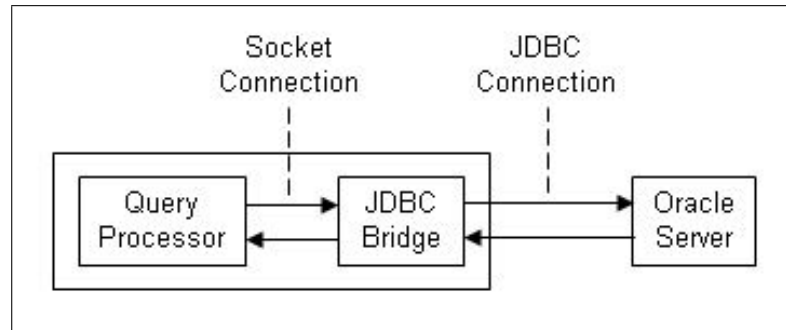 Socket
Connection
JDBC
Connection
Query
Processor
JDBC
Bridge
Oracle
Server